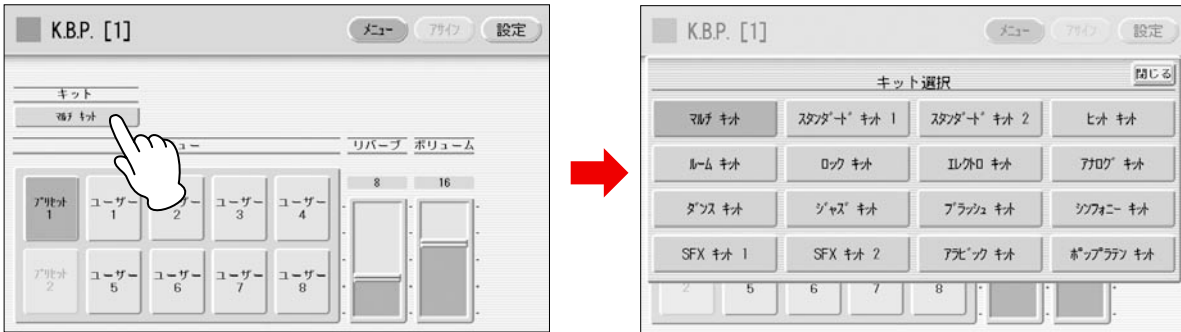 K.B.P. [1]
メニュー アサイン 設定
キット
マルチ キット
ュー リバーブ ボリューム
8 16
プリセット 1 ユーザー 1 ユーザー 2 ユーザー 3 ユーザー 4
プリセット 2 ユーザー 5 ユーザー 6 ユーザー 7 ユーザー 8
K.B.P. [1]
メニュー アサイン 設定
キット選択 閉じる
マルチ キット スタンダード キット 1 スタンダード キット 2 ヒット キット
ルーム キット ロック キット エレクトロ キット アナログ キット
ダンス キット ジャズ キット ブラッシュ キット シンフォニー キット
SFX キット 1 SFX キット 2 アラビック キット ポップラテン キット
2 5 6 7 8